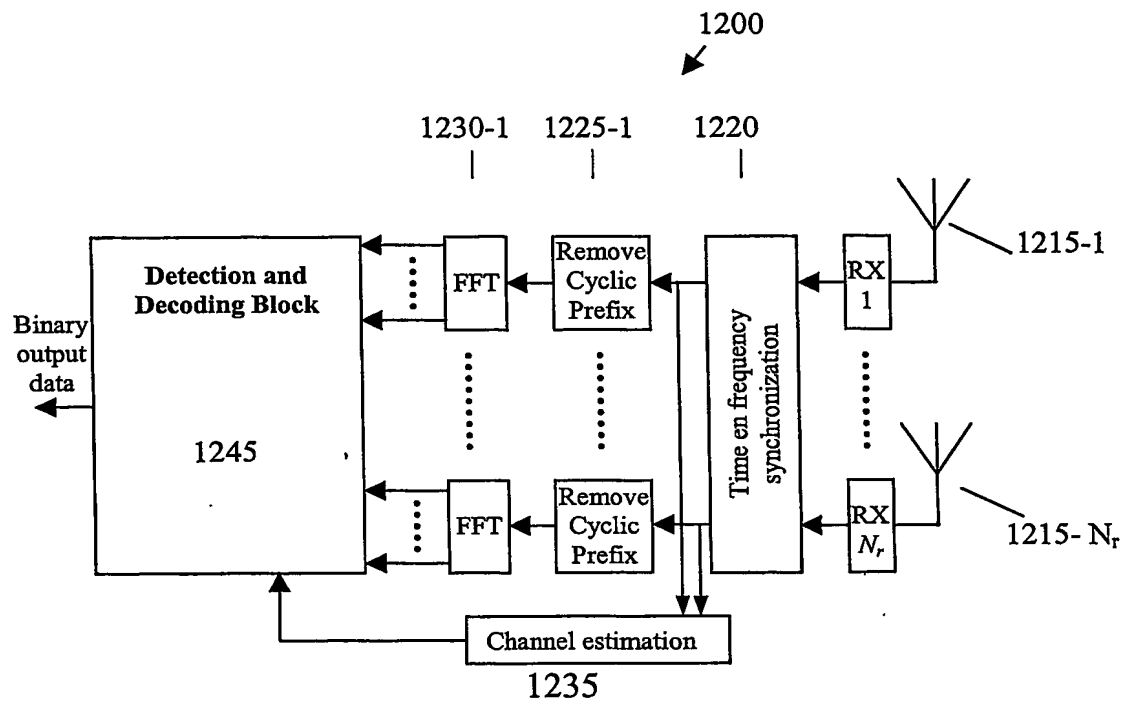 1200
1230-1
1225-1
1220
1215-1
Detection and
Decoding Block
FFT
Remove
Cyclic
Prefix
RX
1
Binary
output
data
Time en frequency
synchronization
1245
FFT
Remove
Cyclic
Prefix
RX
Nr
1215- Nr
Channel estimation
1235